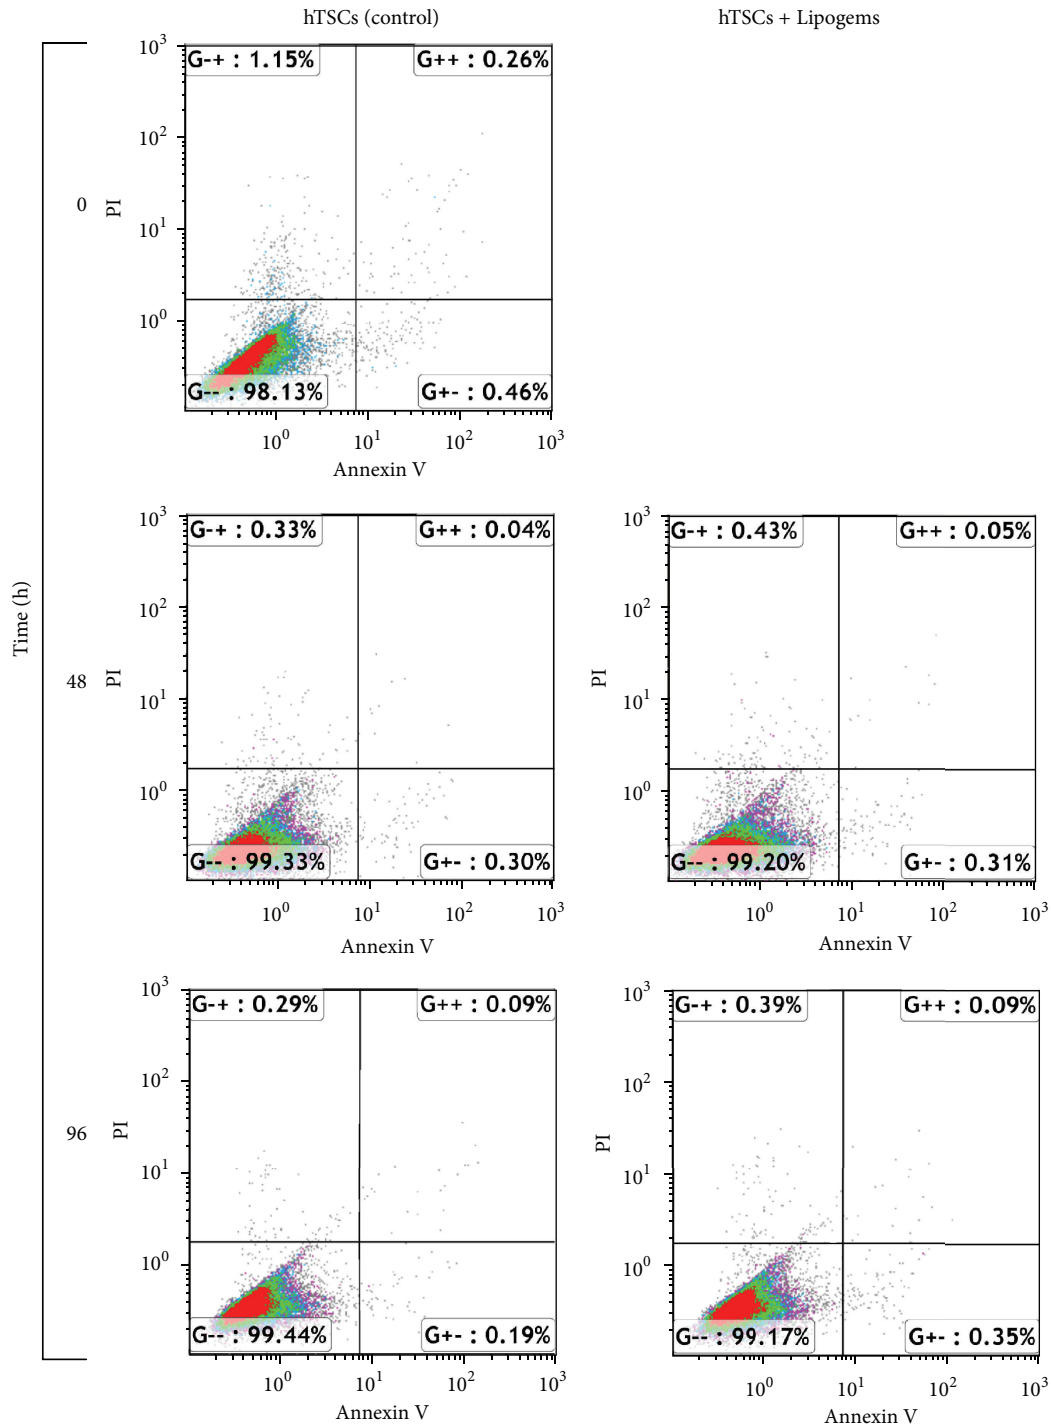 hTSCs (control)
hTSCs + Lipogems
Time (h)
0
PI
10³
10²
10¹
10⁰
G-+ : 1.15%
G++ : 0.26%
G-- : 98.13%
G+- : 0.46%
10⁰ 10¹ 10² 10³
Annexin V
48
PI
10³
10²
10¹
10⁰
G-+ : 0.33%
G++ : 0.04%
G-- : 99.33%
G+- : 0.30%
10⁰ 10¹ 10² 10³
Annexin V
PI
10³
10²
10¹
10⁰
G-+ : 0.43%
G++ : 0.05%
G-- : 99.20%
G+- : 0.31%
10⁰ 10¹ 10² 10³
Annexin V
96
PI
10³
10²
10¹
10⁰
G-+ : 0.29%
G++ : 0.09%
G-- : 99.44%
G+- : 0.19%
10⁰ 10¹ 10² 10³
Annexin V
PI
10³
10²
10¹
10⁰
G-+ : 0.39%
G++ : 0.09%
G-- : 99.17%
G+- : 0.35%
10⁰ 10¹ 10² 10³
Annexin V